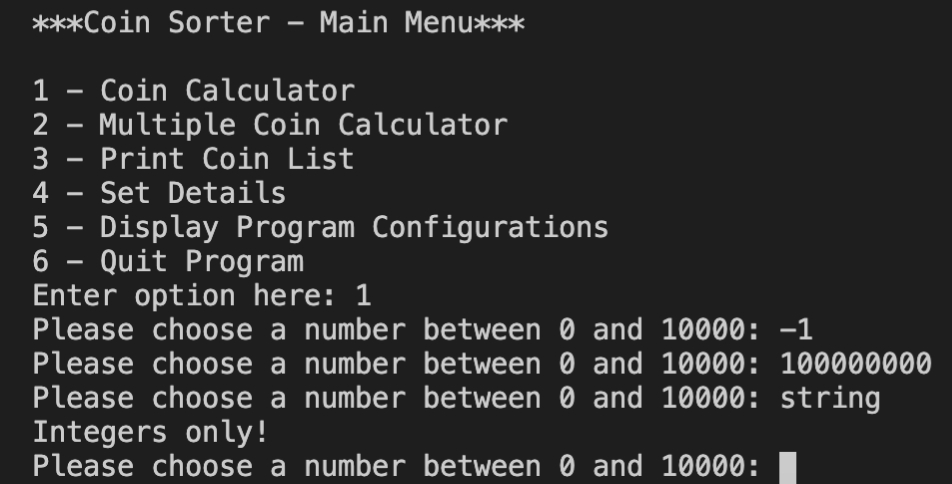 ***Coin Sorter – Main Menu***
1 – Coin Calculator
2 – Multiple Coin Calculator
3 – Print Coin List
4 – Set Details
5 – Display Program Configurations
6 – Quit Program
Enter option here: 1
Please choose a number between 0 and 10000: -1
Please choose a number between 0 and 10000: 100000000
Please choose a number between 0 and 10000: string
Integers only!
Please choose a number between 0 and 10000: